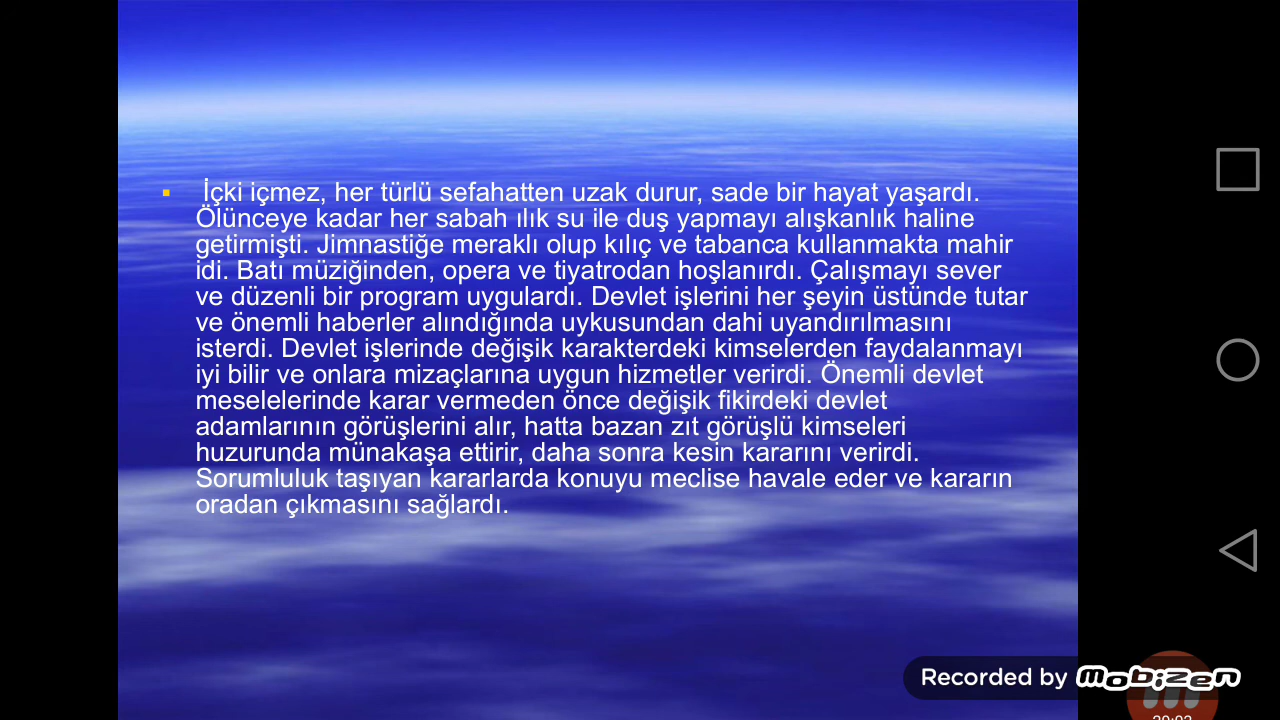 İçki içmez, her türlü sefahatten uzak durur, sade bir hayat yaşardı.
Ölünceye kadar her sabah ılık su ile duş yapmayı alışkanlık haline
getirmişti. Jimnastiğe meraklı olup kılıç ve tabanca kullanmakta mahir
idi. Batı müziğinden, opera ve tiyatrodan hoşlanırdı. Çalışmayı sever
ve düzenli bir program uygulardı. Devlet işlerini her şeyin üstünde tutar
ve önemli haberler alındığında uykusundan dahi uyandırılmasını
isterdi. Devlet işlerinde değişik karakterdeki kimselerden faydalanmayı
iyi bilir ve onlara mizaçlarına uygun hizmetler verirdi. Önemli devlet
meselelerinde karar vermeden önce değişik fikirdeki devlet
adamlarının görüşlerini alır, hatta bazan zıt görüşlü kimseleri
huzurunda münakaşa ettirir, daha sonra kesin kararını verirdi.
Sorumluluk taşıyan kararlarda konuyu meclise havale eder ve kararın
oradan çıkmasını sağlardı.
Recorded by mobizen